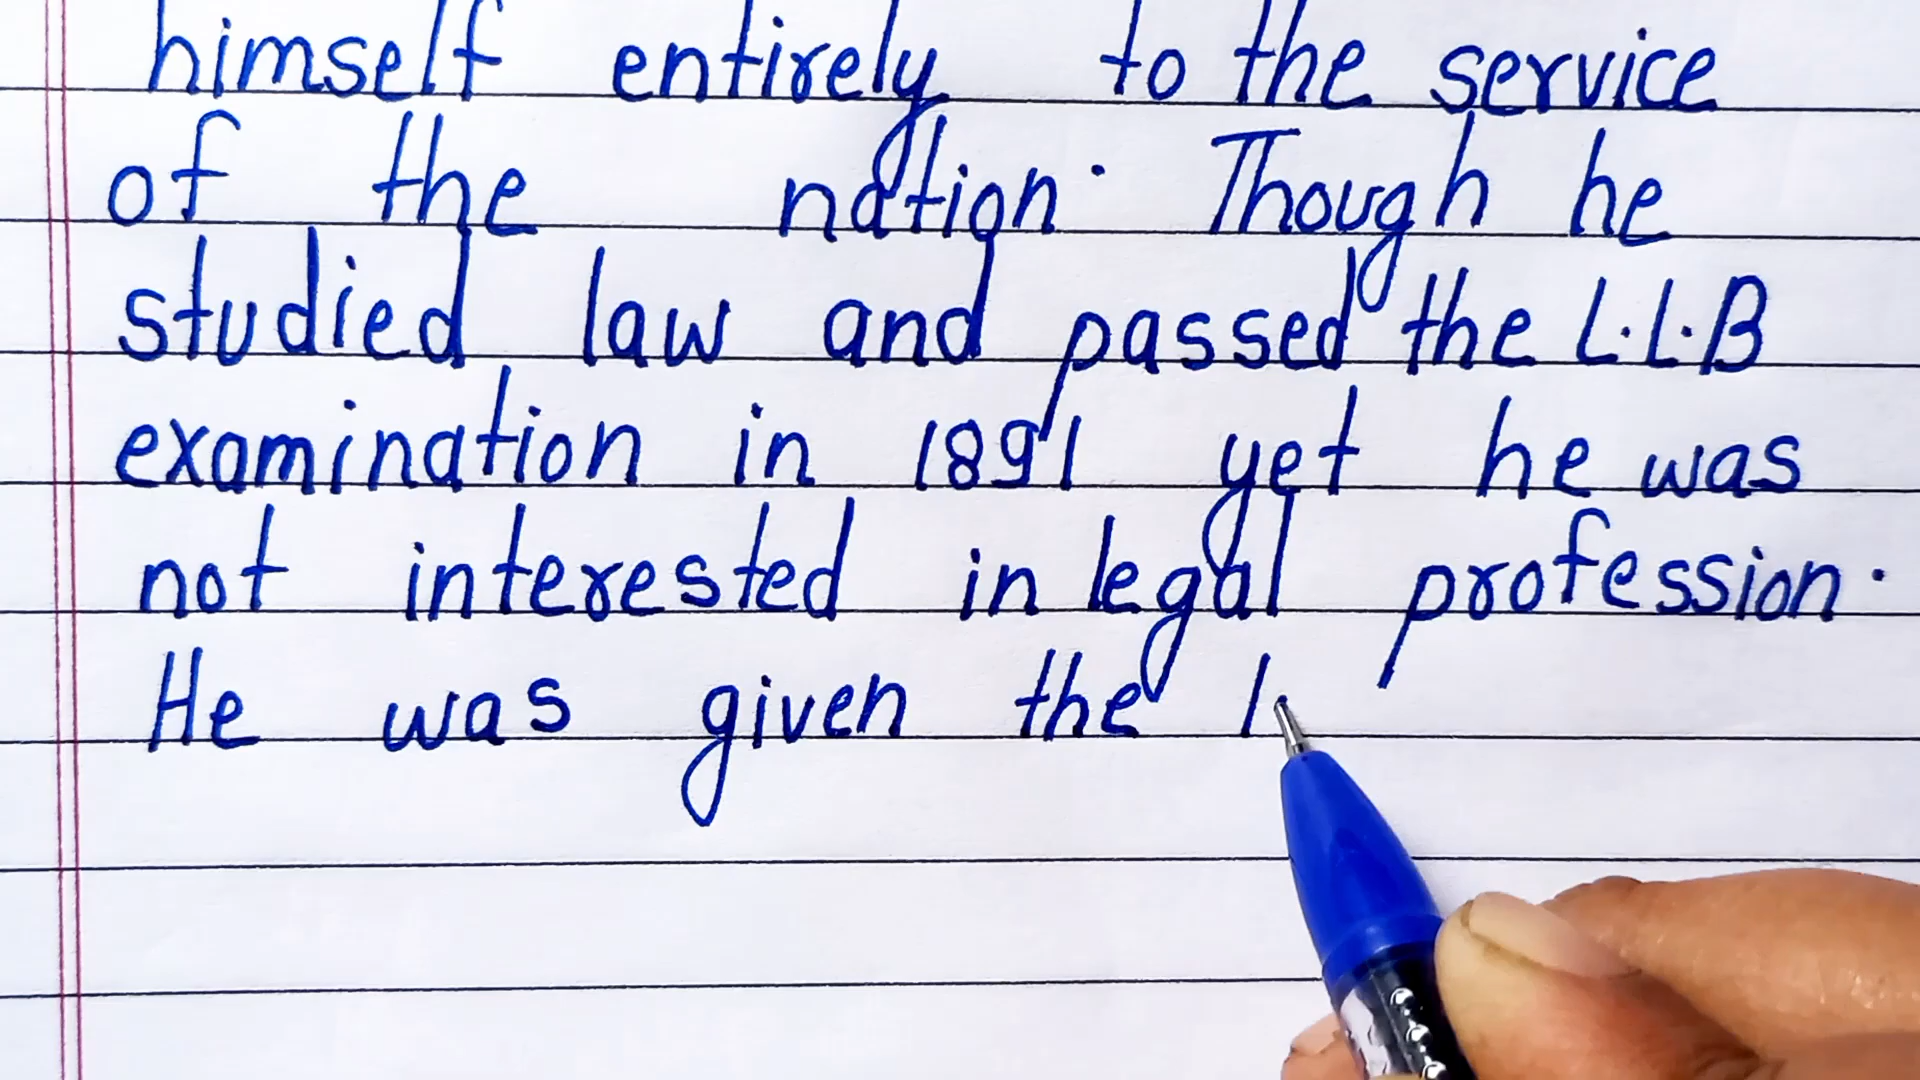 himself entirely to the service
of the nation. Though he
studied law and passed the L.L.B
examination in 1891 yet he was
not interested in legal profession.
He was given the